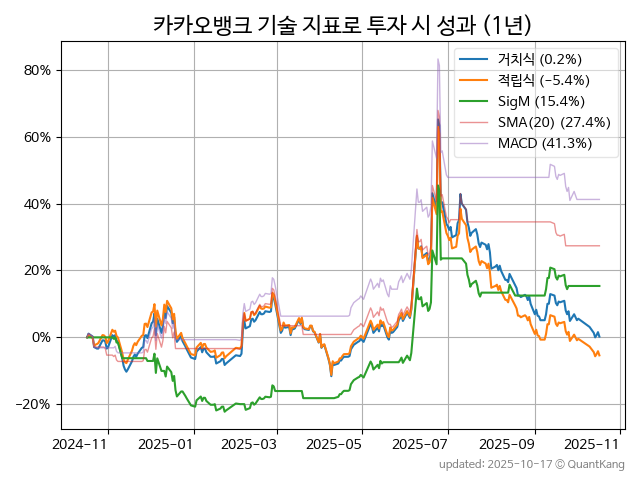 카카오뱅크 기술 지표로 투자 시 성과 (1년)
거치식 (0.2%)
적립식 (−5.4%)
SigM (15.4%)
SMA(20) (27.4%)
MACD (41.3%)
80%
60%
40%
20%
0%
−20%
2024-11
2025-01
2025-03
2025-05
2025-07
2025-09
2025-11
updated: 2025-10-17 © QuantKang